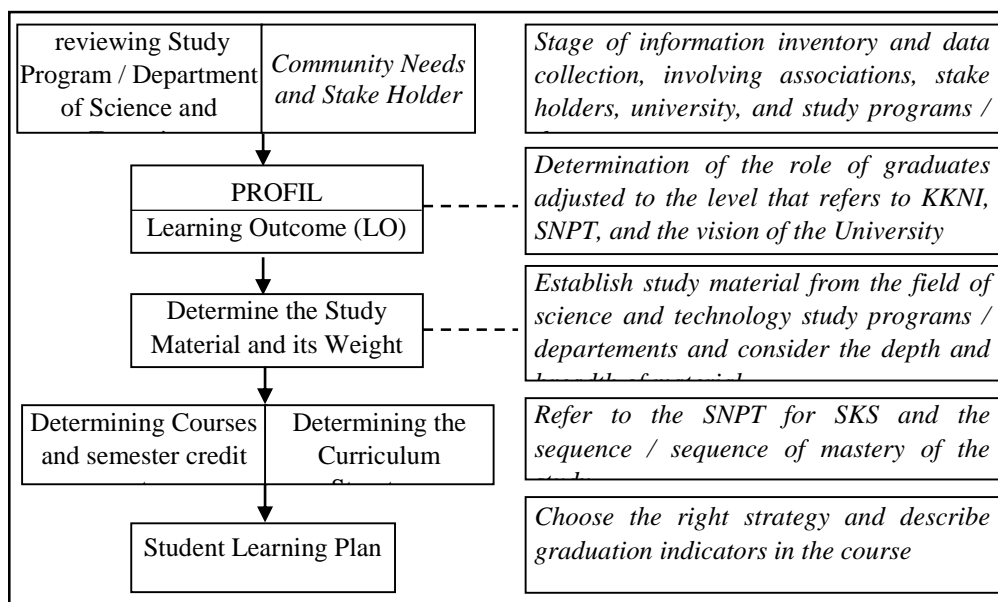 reviewing Study
Program / Department
of Science and
Community Needs
and Stake Holder
Stage of information inventory and data
collection, involving associations, stake
holders, university, and study programs /
PROFIL
Learning Outcome (LO)
Determination of the role of graduates
adjusted to the level that refers to KKNI,
SNPT, and the vision of the University
Determine the Study
Material and its Weight
Establish study material from the field of
science and technology study programs /
departements and consider the depth and
breadth of material
Determining Courses
and semester credit
Determining the
Curriculum
Refer to the SNPT for SKS and the
sequence / sequence of mastery of the
Student Learning Plan
Choose the right strategy and describe
graduation indicators in the course